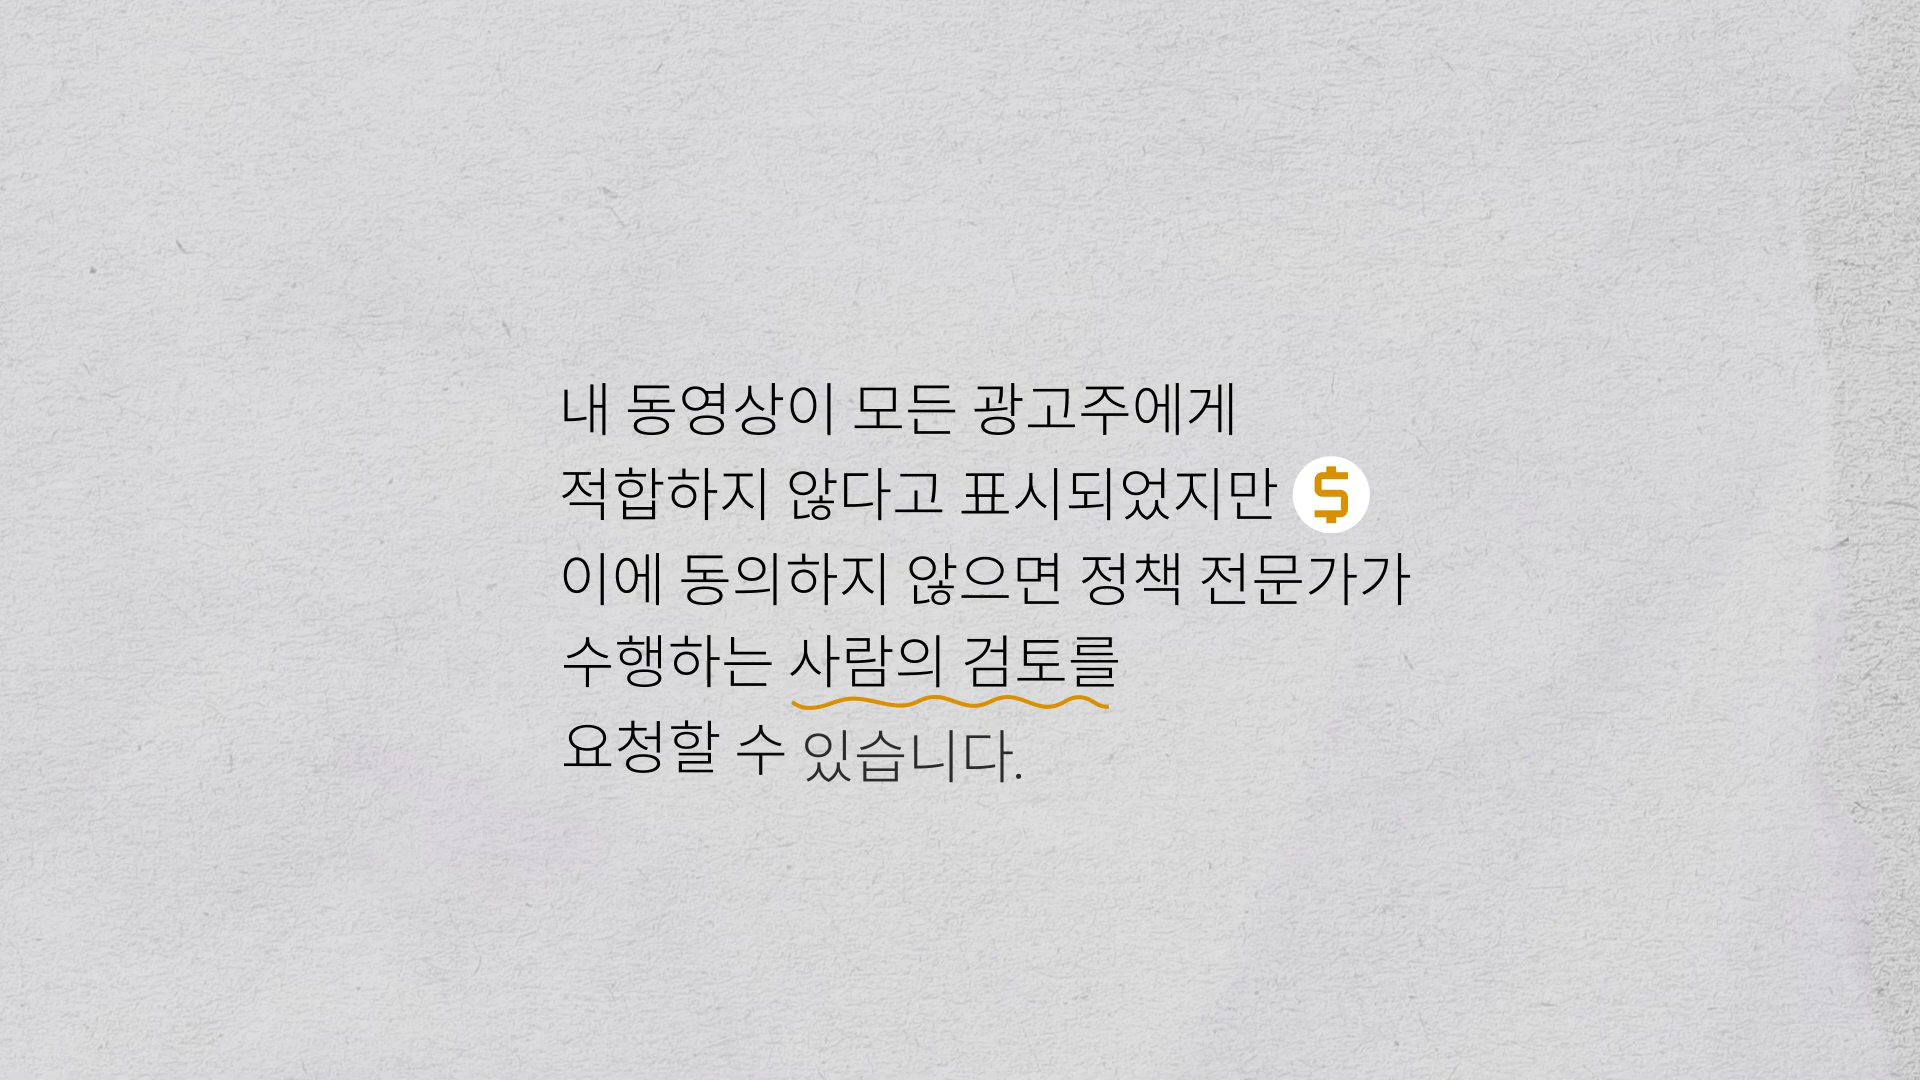 내 동영상이 모든 광고주에게
적합하지 않다고 표시되었지만 $
이에 동의하지 않으면 정책 전문가가
수행하는 사람의 검토를
요청할 수 있습니다.